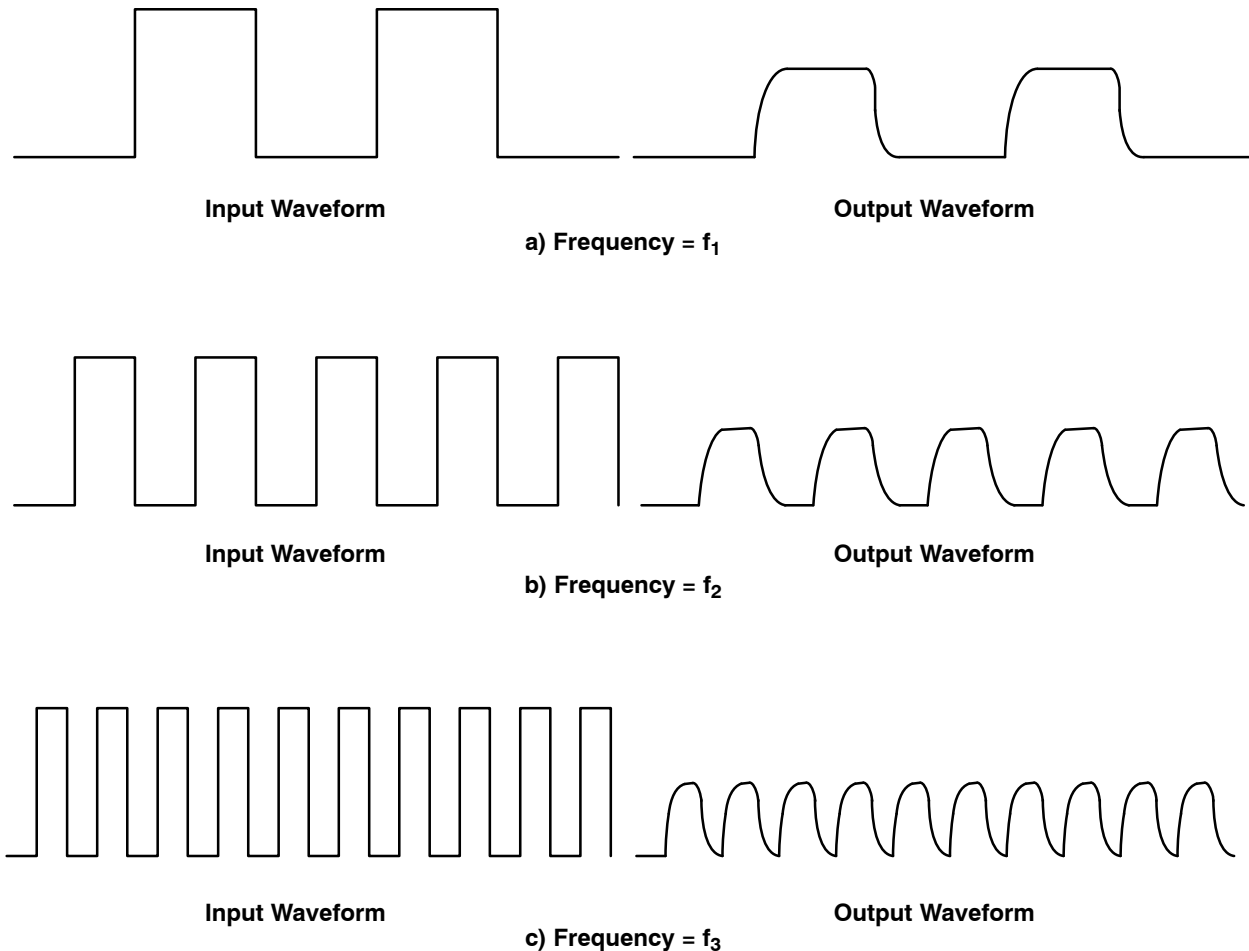 Input Waveform
Output Waveform
a) Frequency = f₁
Input Waveform
Output Waveform
b) Frequency = f₂
Input Waveform
Output Waveform
c) Frequency = f₃